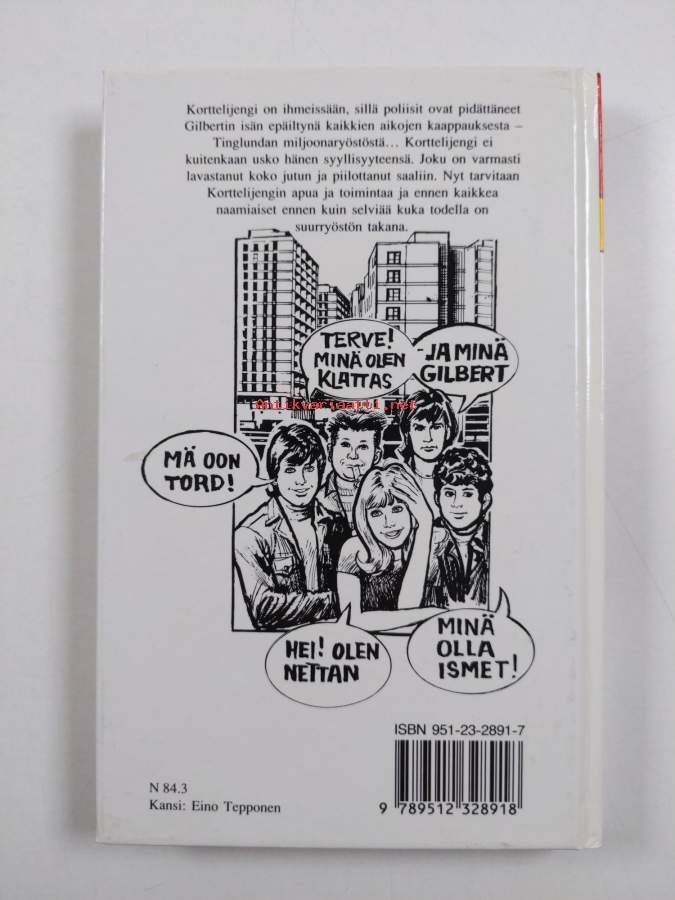 Korttelijengi on ihmeissään, sillä poliisit ovat pidättäneet
Gilbertin isän epäiltynä kaikkien aikojen kaappauksesta –
Tinglundan miljoonaryöstöstä... Korttelijengi ei
kuitenkaan usko hänen syyllisyyteensä. Joku on varmasti
lavastanut koko jutun ja piilottanut saaliin. Nyt tarvitaan
Korttelijengin apua ja toimintaa ja ennen kaikkea
naamiaiset ennen kuin selviää kuka todella on
suurryöstön takana.
TERVE!
MINÄ OLEN
KLATTAS
-JA MINÄ
GILBERT
Antikvariaatti.net
MÄ OON
TORD!
HEI! OLEN
NETTAN
MINÄ
OLLA
ISMET!
ISBN 951-23-2891-7
N 84.3
Kansi: Eino Tepponen
9 789512 328918